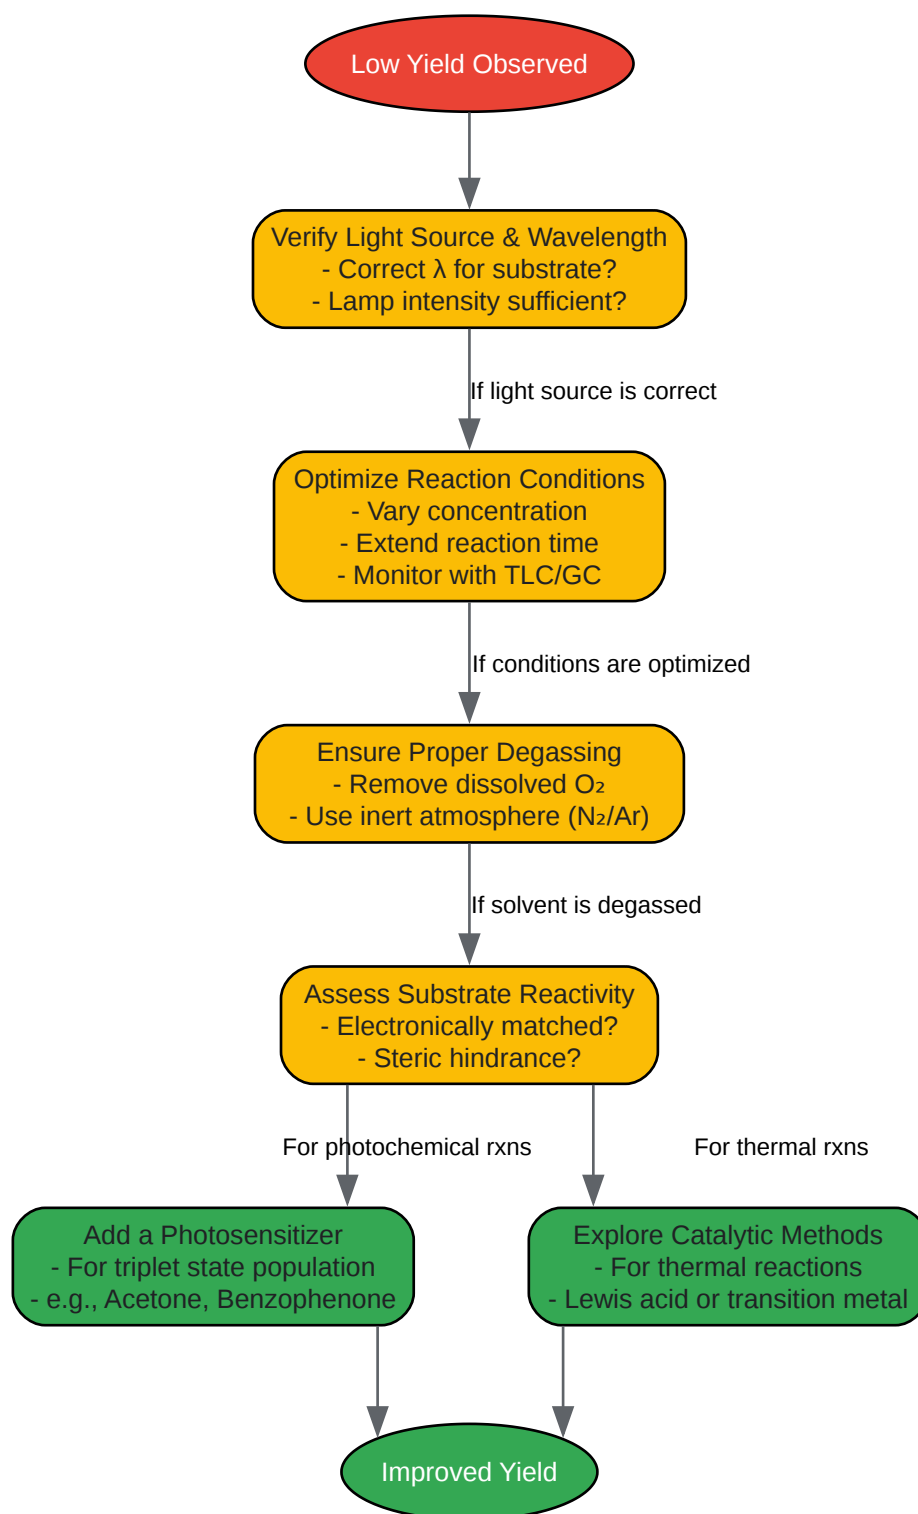 Low Yield Observed
Verify Light Source & Wavelength
- Correct λ for substrate?
- Lamp intensity sufficient?
If light source is correct
Optimize Reaction Conditions
- Vary concentration
- Extend reaction time
- Monitor with TLC/GC
If conditions are optimized
Ensure Proper Degassing
- Remove dissolved O₂
- Use inert atmosphere (N₂/Ar)
If solvent is degassed
Assess Substrate Reactivity
- Electronically matched?
- Steric hindrance?
For photochemical rxns
For thermal rxns
Add a Photosensitizer
- For triplet state population
- e.g., Acetone, Benzophenone
Explore Catalytic Methods
- For thermal reactions
- Lewis acid or transition metal
Improved Yield